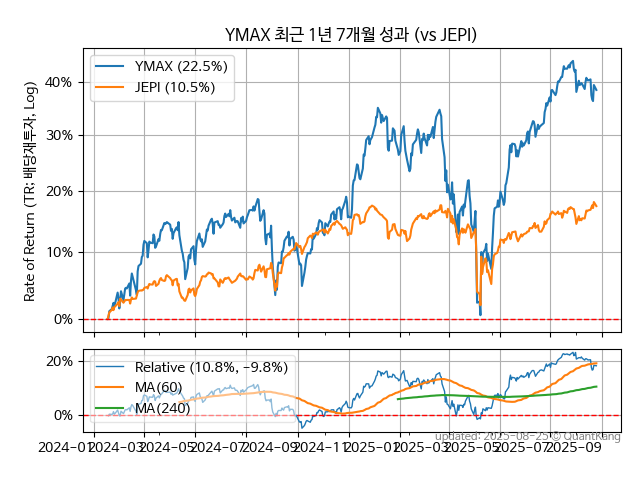 YMAX 최근 1년 7개월 성과 (vs JEPI)
Rate of Return (TR: 배당재투자, Log)
40%
30%
20%
10%
0%
YMAX (22.5%)
JEPI (10.5%)
20%
0%
Relative (10.8%, -9.8%)
MA(60)
MA(240)
2024-01
2024-03
2024-05
2024-07
2024-09
2024-11
2025-01
2025-03
2025-05
2025-07
2025-09
updated: 2025-08-25 © QuantKang